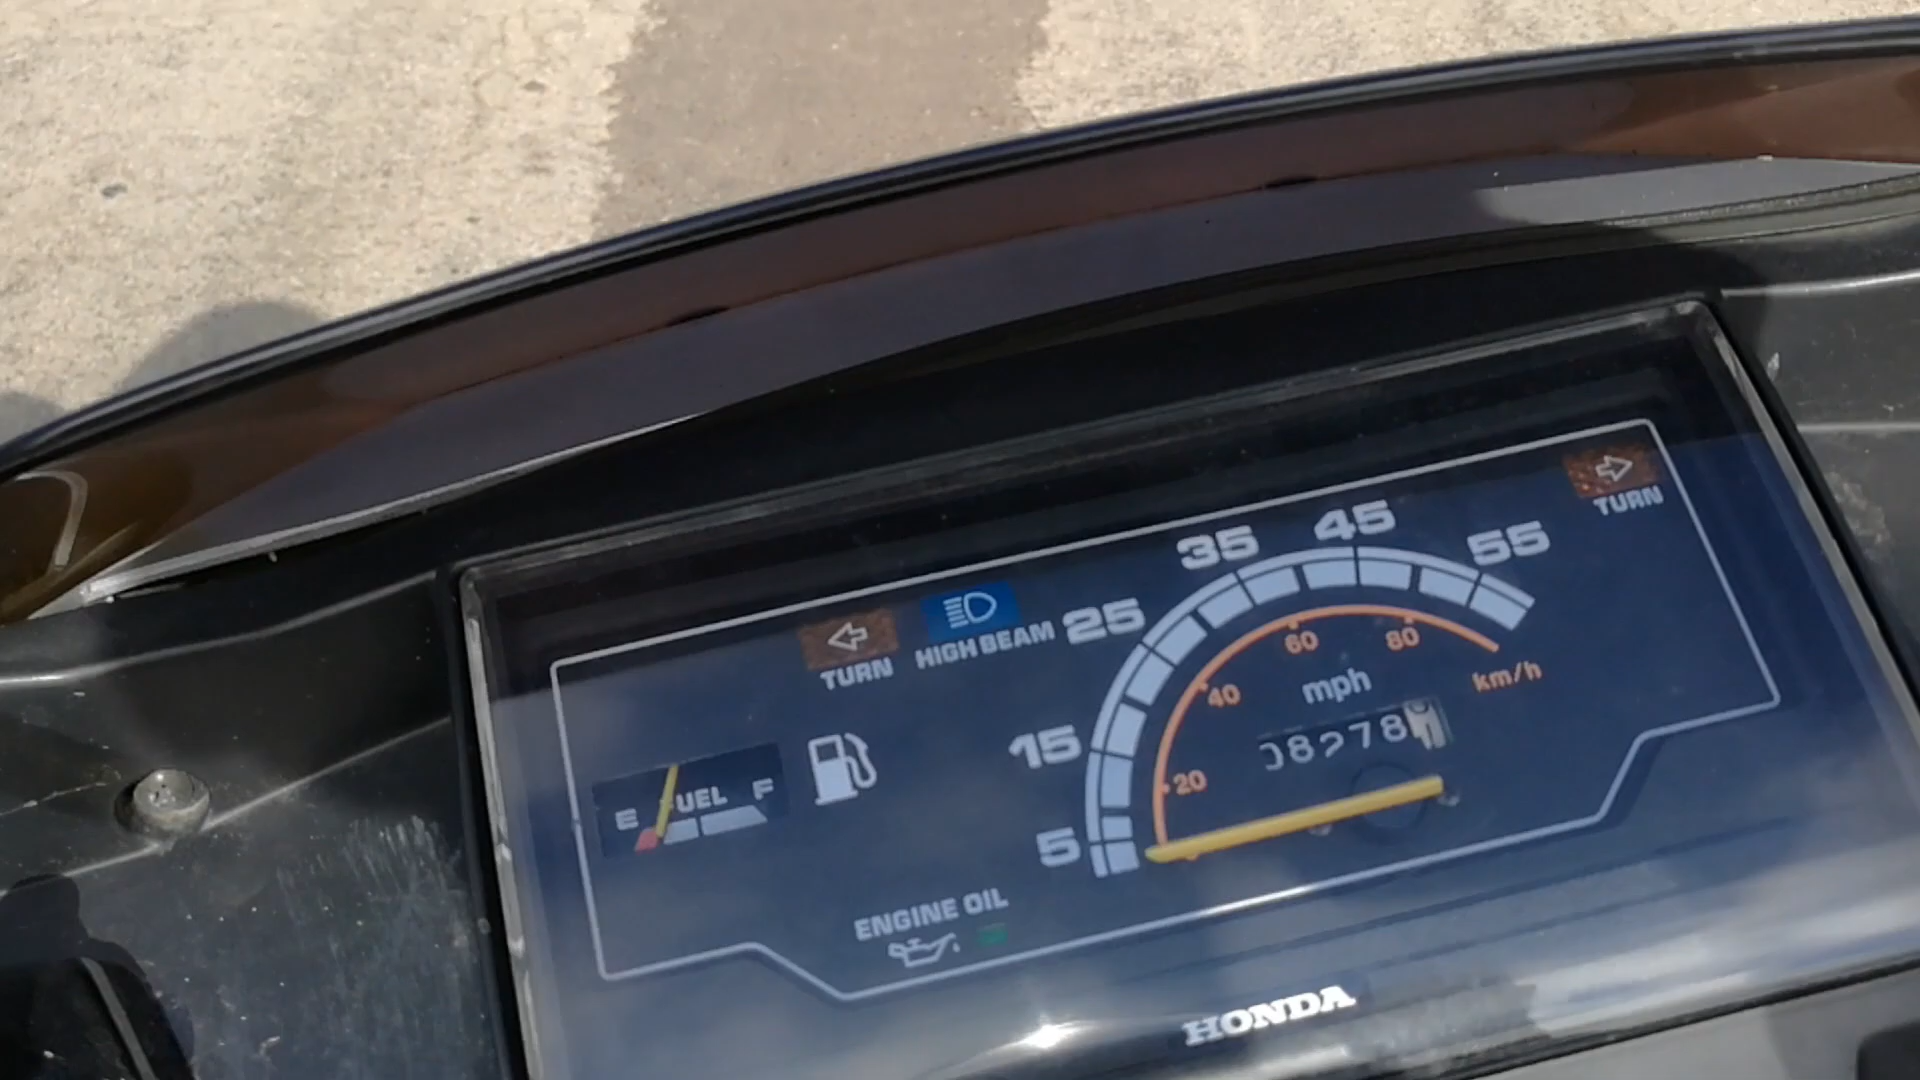 35 45 55
TURN
25
HIGH BEAM
TURN
60 80
40
mph
km/h
15
08278
20
E FUEL F
5
ENGINE OIL
HONDA